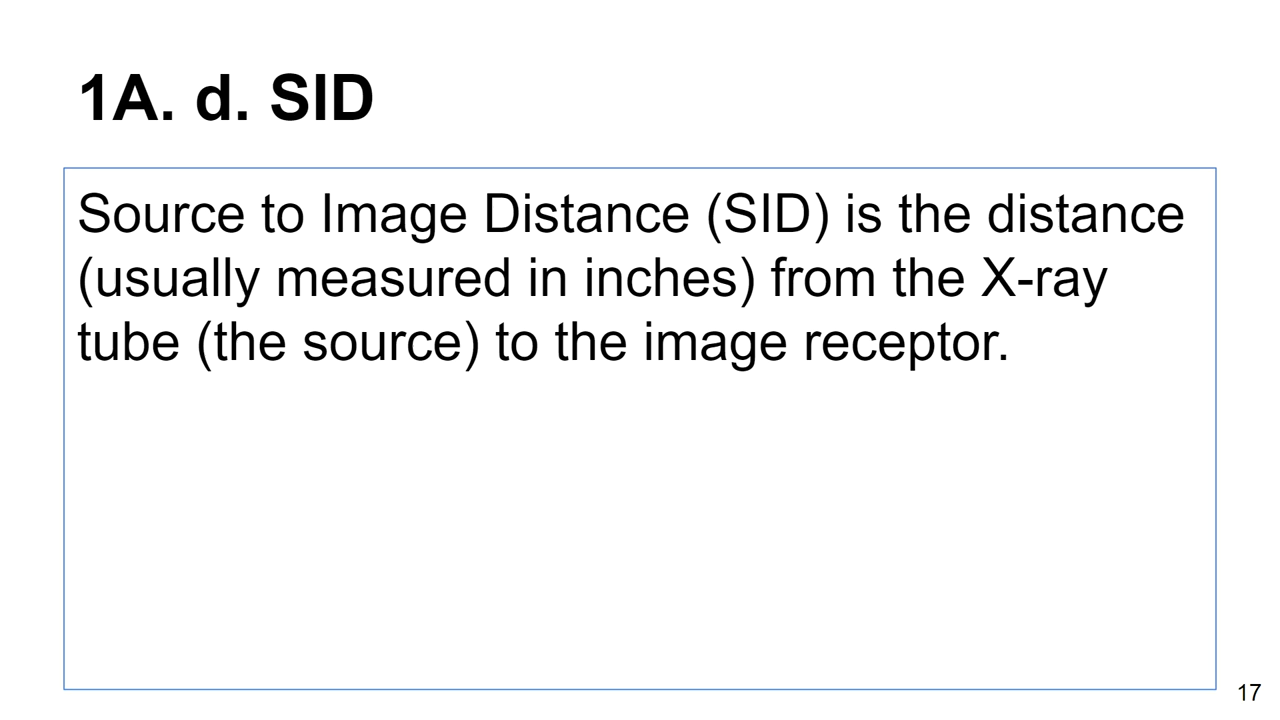 1A. d. SID
Source to Image Distance (SID) is the distance
(usually measured in inches) from the X-ray
tube (the source) to the image receptor.
17